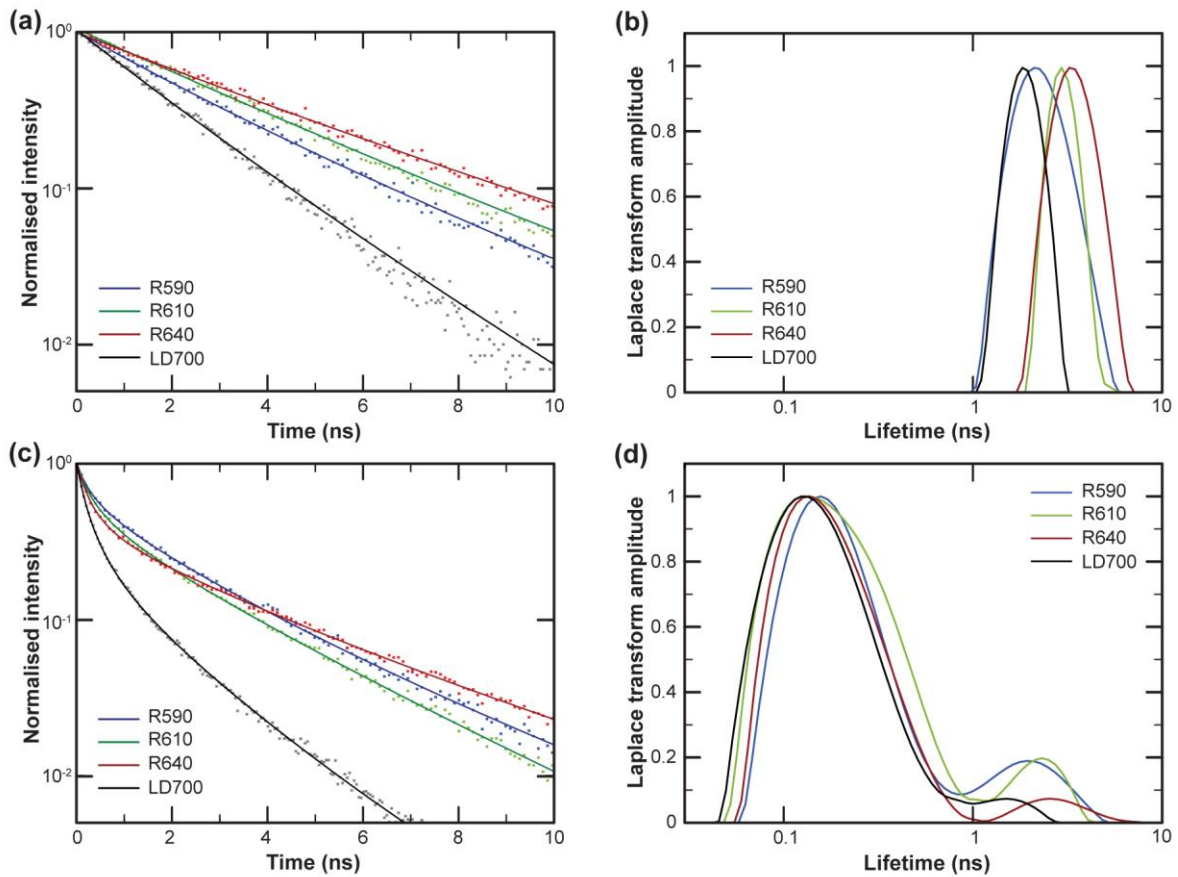 (a)
10⁰
10⁻¹
10⁻²
Normalised intensity
R590
R610
R640
LD700
0 2 4 6 8 10
Time (ns)
(b)
1
0.8
0.6
0.4
0.2
0
Laplace transform amplitude
R590
R610
R640
LD700
0.1 1 10
Lifetime (ns)
(c)
10⁰
10⁻¹
10⁻²
Normalised intensity
R590
R610
R640
LD700
0 2 4 6 8 10
Time (ns)
(d)
1
0.8
0.6
0.4
0.2
0
Laplace transform amplitude
R590
R610
R640
LD700
0.1 1 10
Lifetime (ns)